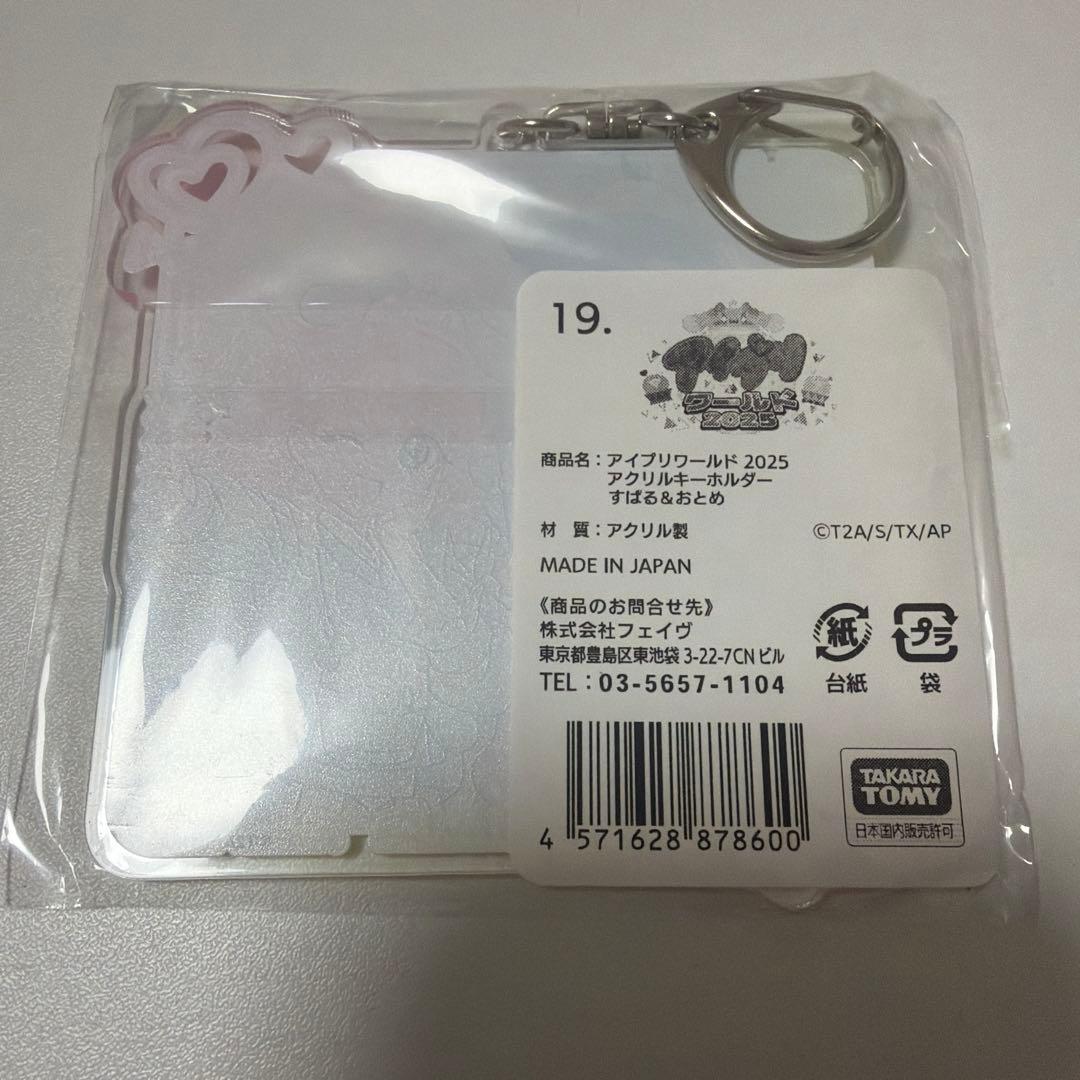 19.
アイプリ
ワールド
2025
商品名：アイプリワールド 2025
アクリルキーホルダー
すばる＆おとめ
材 質：アクリル製
©T2A/S/TX/AP
MADE IN JAPAN
《商品のお問合せ先》
株式会社フェイヴ
東京都豊島区東池袋 3-22-7CN ビル
TEL：03-5657-1104
紙
台紙
プラ
袋
4 571628 878600
TAKARA
TOMY
日本国内販売許可